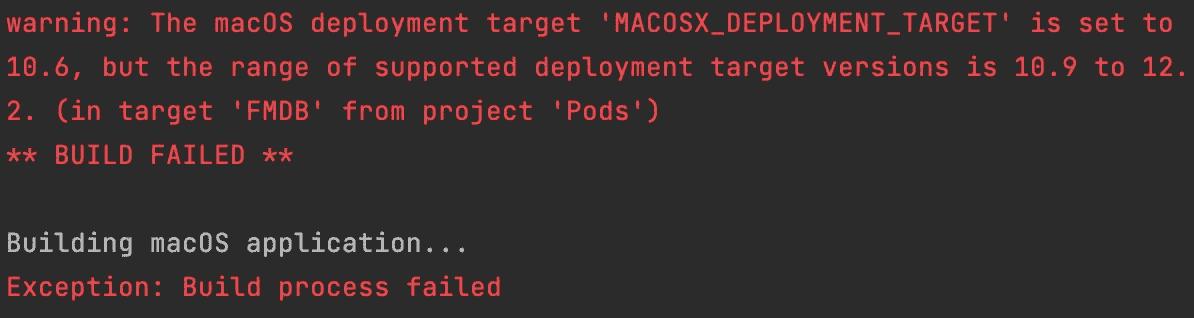 warning: The macOS deployment target 'MACOSX_DEPLOYMENT_TARGET' is set to
10.6, but the range of supported deployment target versions is 10.9 to 12.
2. (in target 'FMDB' from project 'Pods')
** BUILD FAILED **
Building macOS application...
Exception: Build process failed